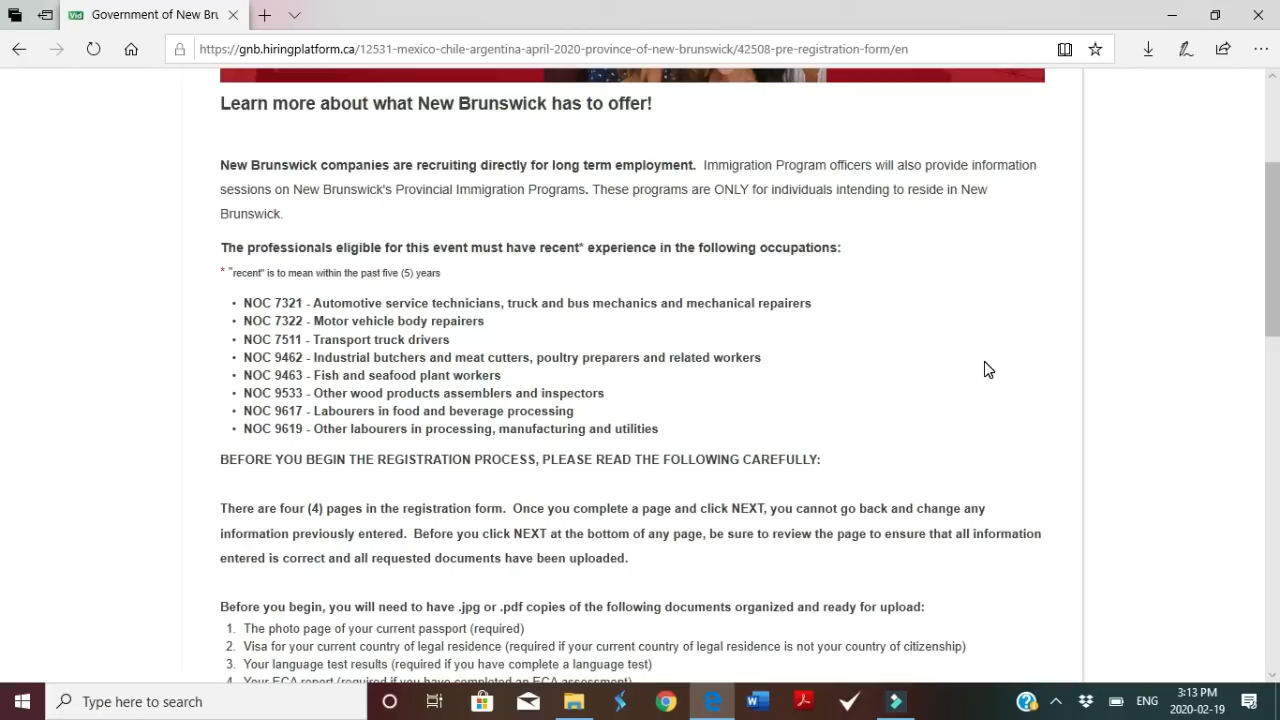 Vid Government of New Bru
https://gnb.hiringplatform.ca/12531-mexico-chile-argentina-april-2020-province-of-new-brunswick/42508-pre-registration-form/en
Learn more about what New Brunswick has to offer!
New Brunswick companies are recruiting directly for long term employment. Immigration Program officers will also provide information
sessions on New Brunswick's Provincial Immigration Programs. These programs are ONLY for individuals intending to reside in New
Brunswick.
The professionals eligible for this event must have recent* experience in the following occupations:
* "recent" is to mean within the past five (5) years
• NOC 7321 - Automotive service technicians, truck and bus mechanics and mechanical repairers
• NOC 7322 - Motor vehicle body repairers
• NOC 7511 - Transport truck drivers
• NOC 9462 - Industrial butchers and meat cutters, poultry preparers and related workers
• NOC 9463 - Fish and seafood plant workers
• NOC 9533 - Other wood products assemblers and inspectors
• NOC 9617 - Labourers in food and beverage processing
• NOC 9619 - Other labourers in processing, manufacturing and utilities
BEFORE YOU BEGIN THE REGISTRATION PROCESS, PLEASE READ THE FOLLOWING CAREFULLY:
There are four (4) pages in the registration form. Once you complete a page and click NEXT, you cannot go back and change any
information previously entered. Before you click NEXT at the bottom of any page, be sure to review the page to ensure that all information
entered is correct and all requested documents have been uploaded.
Before you begin, you will need to have .jpg or .pdf copies of the following documents organized and ready for upload:
1. The photo page of your current passport (required)
2. Visa for your current country of legal residence (required if your current country of legal residence is not your country of citizenship)
3. Your language test results (required if you have complete a language test)
4. Your ECA report (required if you have completed an ECA assessment)
Type here to search
ENG
3:13 PM
2020-02-19